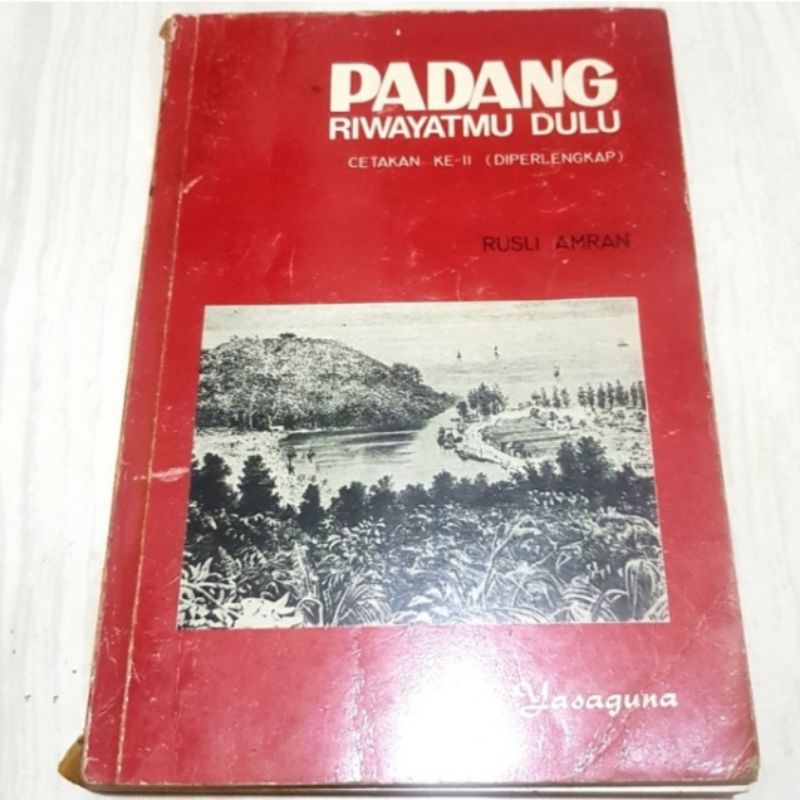 PADANG
RIWAYATMU DULU
CETAKAN KE-II (DIPERLENGKAP)
RUSLI AMRAN
Yasaguna